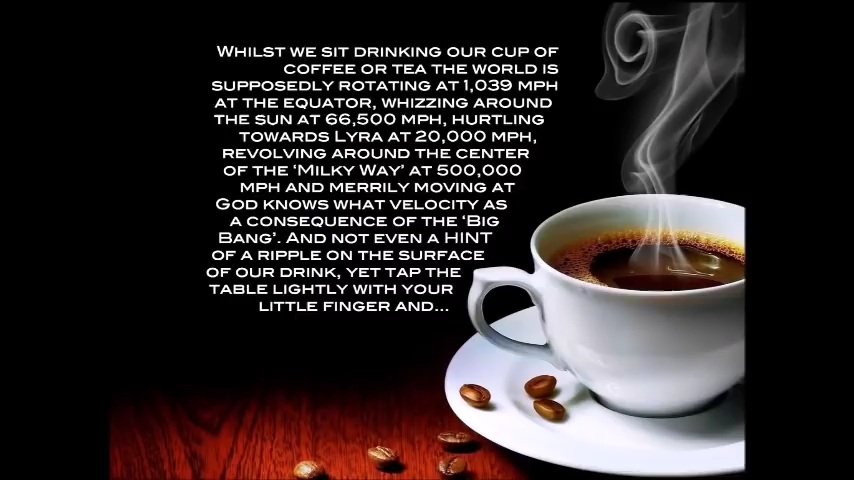 Whilst we sit drinking our cup of
coffee or tea the world is
supposedly rotating at 1,039 mph
at the equator, whizzing around
the sun at 66,500 mph, hurtling
towards Lyra at 20,000 mph,
revolving around the center
of the ‘Milky Way’ at 500,000
mph and merrily moving at
God knows what velocity as
a consequence of the ‘Big
Bang’. And not even a HINT
of a ripple on the surface
of our drink, yet tap the
table lightly with your
little finger and...